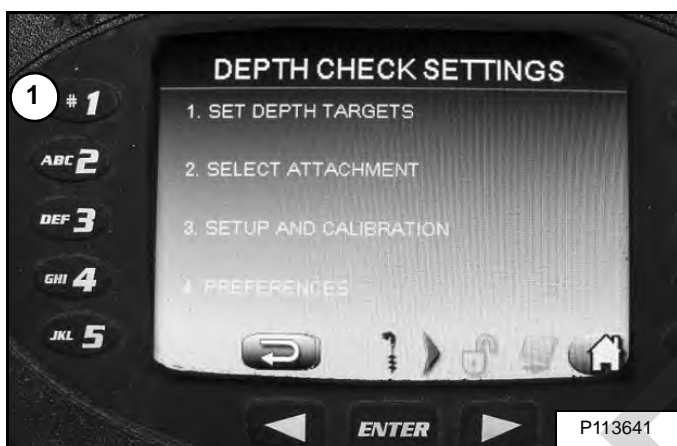 DEPTH CHECK SETTINGS
1
# 1
1. SET DEPTH TARGETS
ABC 2
2. SELECT ATTACHMENT
DEF 3
3. SETUP AND CALIBRATION
GHI 4
4. PREFERENCES
JKL 5
ENTER
P113641